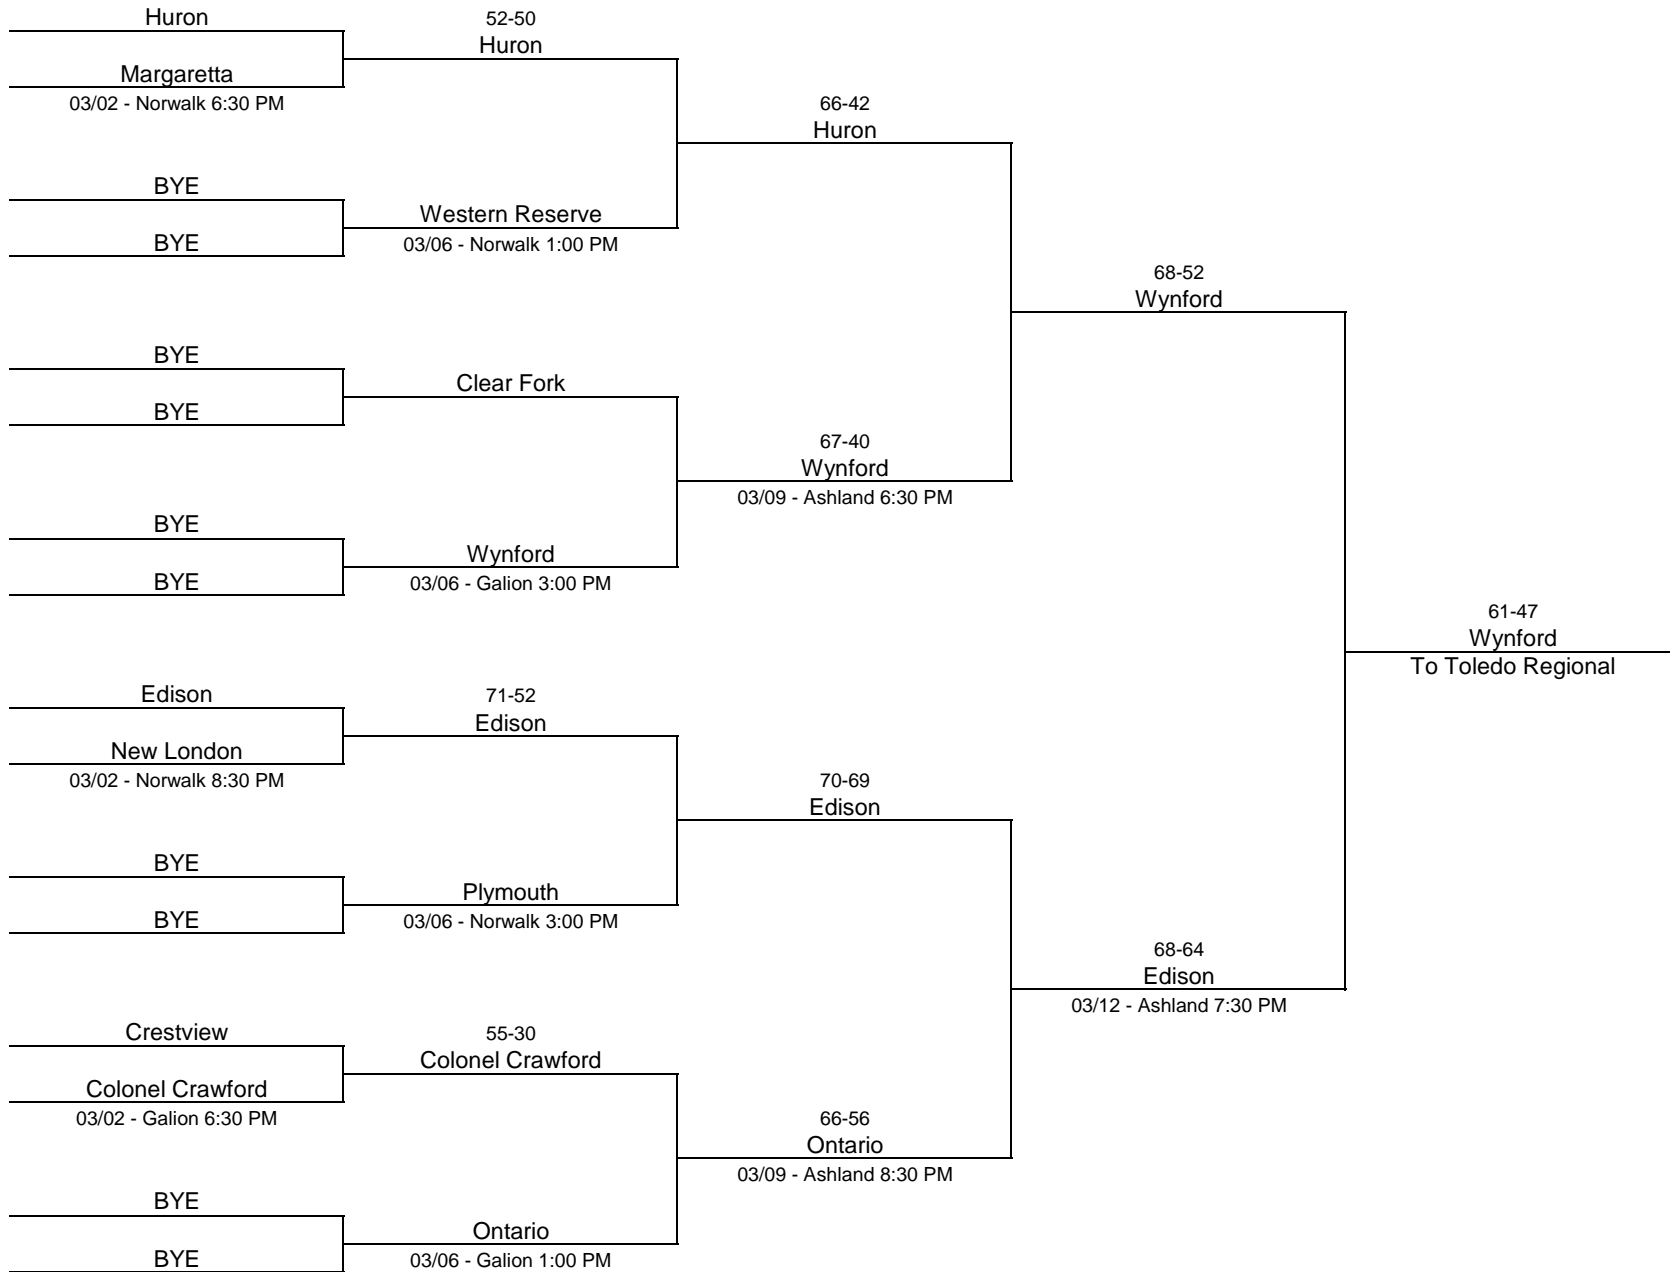 Huron
Margaretta
03/02 - Norwalk 6:30 PM
BYE
BYE
BYE
BYE
BYE
BYE
Edison
New London
03/02 - Norwalk 8:30 PM
BYE
BYE
Crestview
Colonel Crawford
03/02 - Galion 6:30 PM
BYE
BYE
52-50
Huron
Western Reserve
03/06 - Norwalk 1:00 PM
Clear Fork
Wynford
03/06 - Galion 3:00 PM
71-52
Edison
Plymouth
03/06 - Norwalk 3:00 PM
55-30
Colonel Crawford
Ontario
03/06 - Galion 1:00 PM
66-42
Huron
67-40
Wynford
03/09 - Ashland 6:30 PM
70-69
Edison
66-56
Ontario
03/09 - Ashland 8:30 PM
68-52
Wynford
68-64
Edison
03/12 - Ashland 7:30 PM
61-47
Wynford
To Toledo Regional